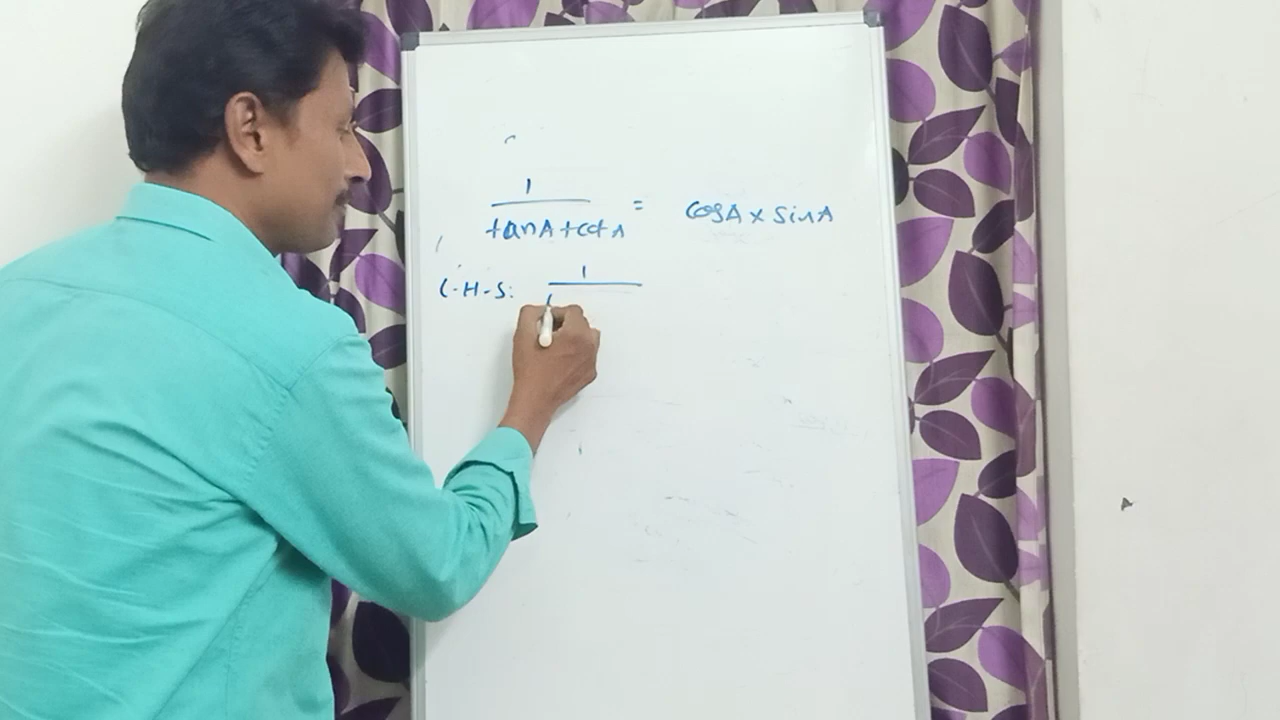 1
tanA+cotA = cosA x sinA
L-H-S: 1